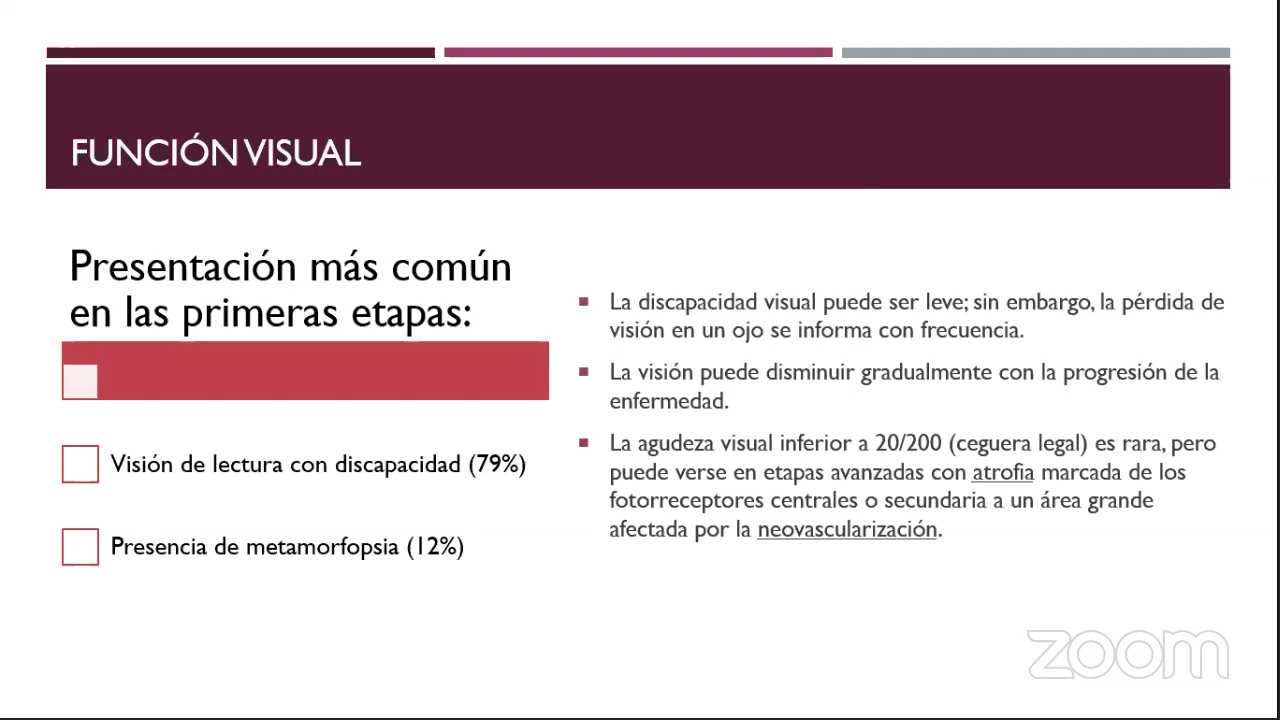 FUNCIÓN VISUAL
Presentación más común
en las primeras etapas:
Visión de lectura con discapacidad (79%)
Presencia de metamorfopsia (12%)
La discapacidad visual puede ser leve; sin embargo, la pérdida de
visión en un ojo se informa con frecuencia.
La visión puede disminuir gradualmente con la progresión de la
enfermedad.
La agudeza visual inferior a 20/200 (ceguera legal) es rara, pero
puede verse en etapas avanzadas con atrofia marcada de los
fotorreceptores centrales o secundaria a un área grande
afectada por la neovascularización.
zoom